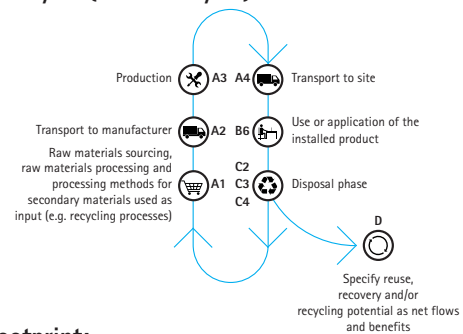 Production
A3
A4
Transport to site
Transport to manufacturer
A2
B6
Use or application of the
installed product
Raw materials sourcing,
raw materials processing and
processing methods for
secondary materials used as
input (e.g. recycling processes)
A1
C2
C3
C4
Disposal phase
D
Specify reuse,
recovery and/or
recycling potential as net flows
and benefits